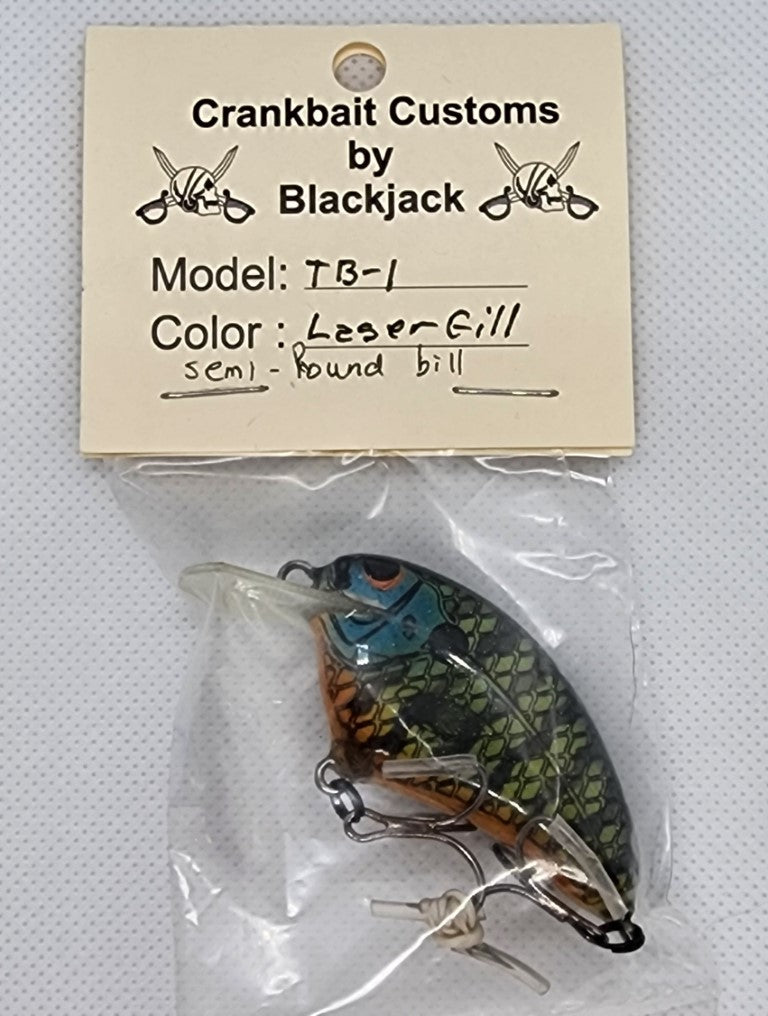 Crankbait Customs
by
Blackjack
Model: TB-1
Color : Laser Gill
semi - Round bill